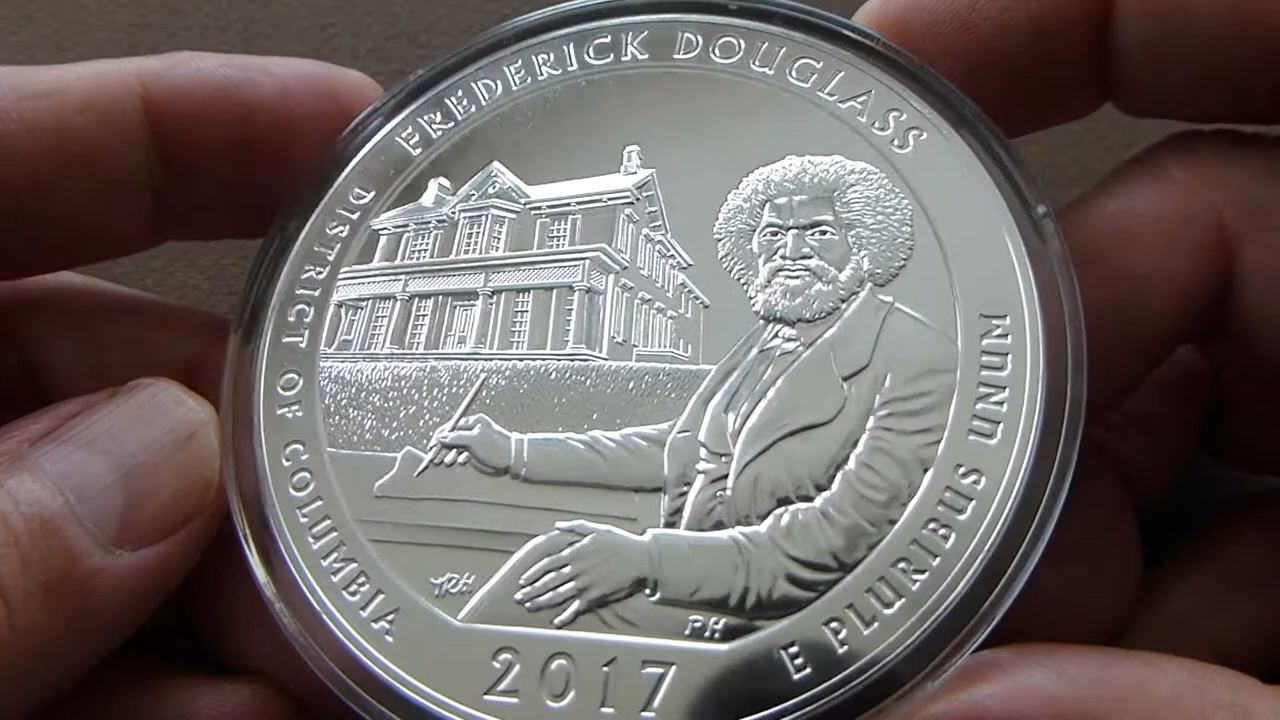 FREDERICK DOUGLASS
DISTRICT OF COLUMBIA
E PLURIBUS UNUM
PH
2017